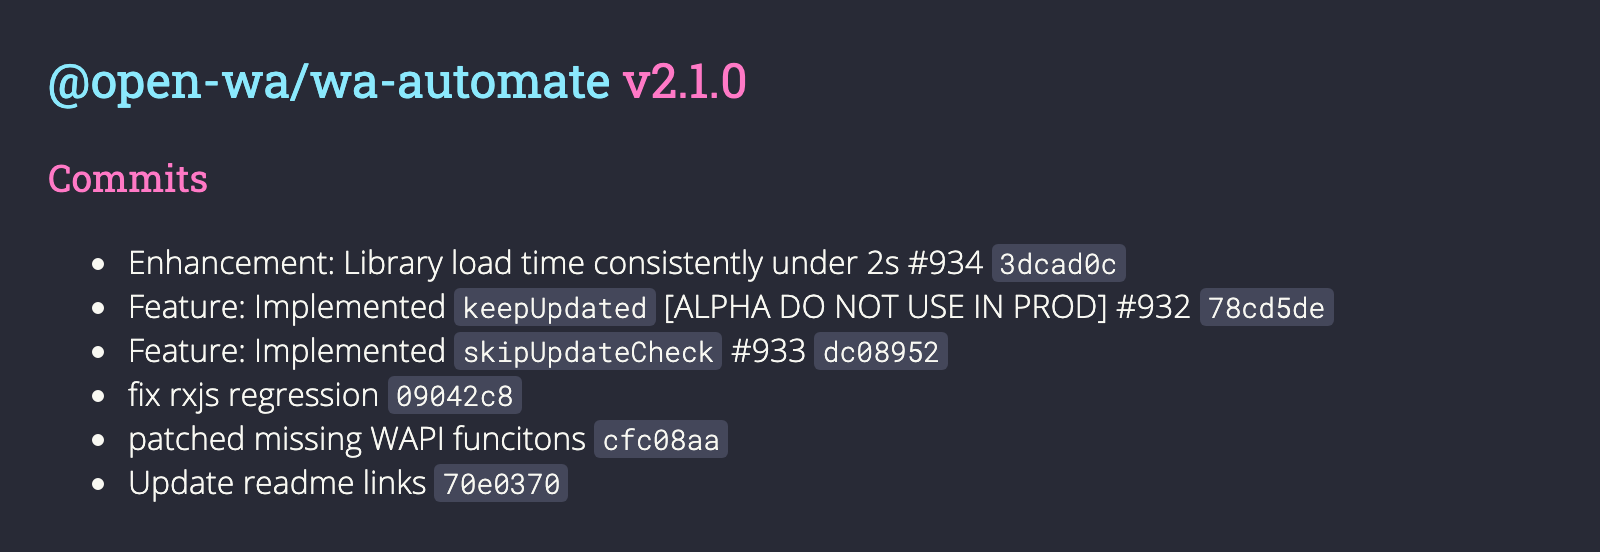 @open-wa/wa-automate v2.1.0
Commits
Enhancement: Library load time consistently under 2s #934 3dcad0c
Feature: Implemented keepUpdated [ALPHA DO NOT USE IN PROD] #932 78cd5de
Feature: Implemented skipUpdateCheck #933 dc08952
fix rxjs regression 09042c8
patched missing WAPI funcitons cfc08aa
Update readme links 70e0370